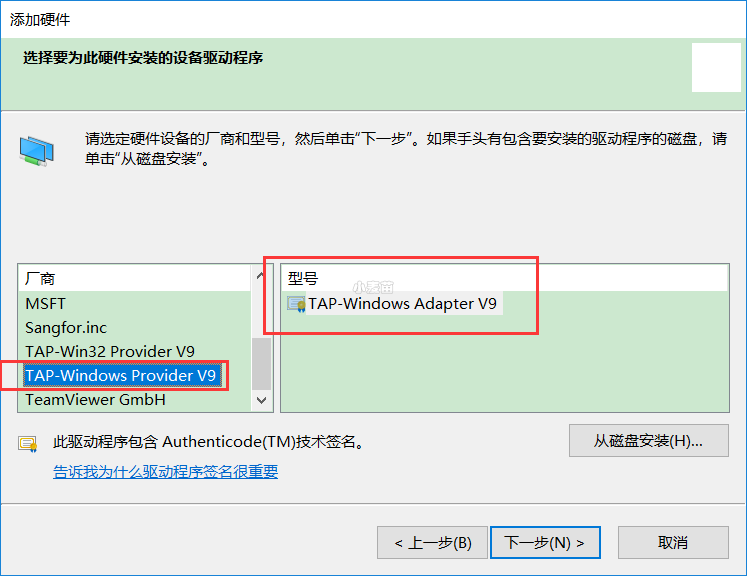 添加硬件
选择要为此硬件安装的设备驱动程序
请选定硬件设备的厂商和型号，然后单击“下一步”。如果手头有包含要安装的驱动程序的磁盘，请
单击“从磁盘安装”。
厂商
MSFT
Sangfor.inc
TAP-Win32 Provider V9
TAP-Windows Provider V9
TeamViewer GmbH
型号
TAP-Windows Adapter V9
此驱动程序包含 Authenticode(TM)技术签名。
告诉我为什么驱动程序签名很重要
从磁盘安装(H)...
< 上一步(B)
下一步(N) >
取消